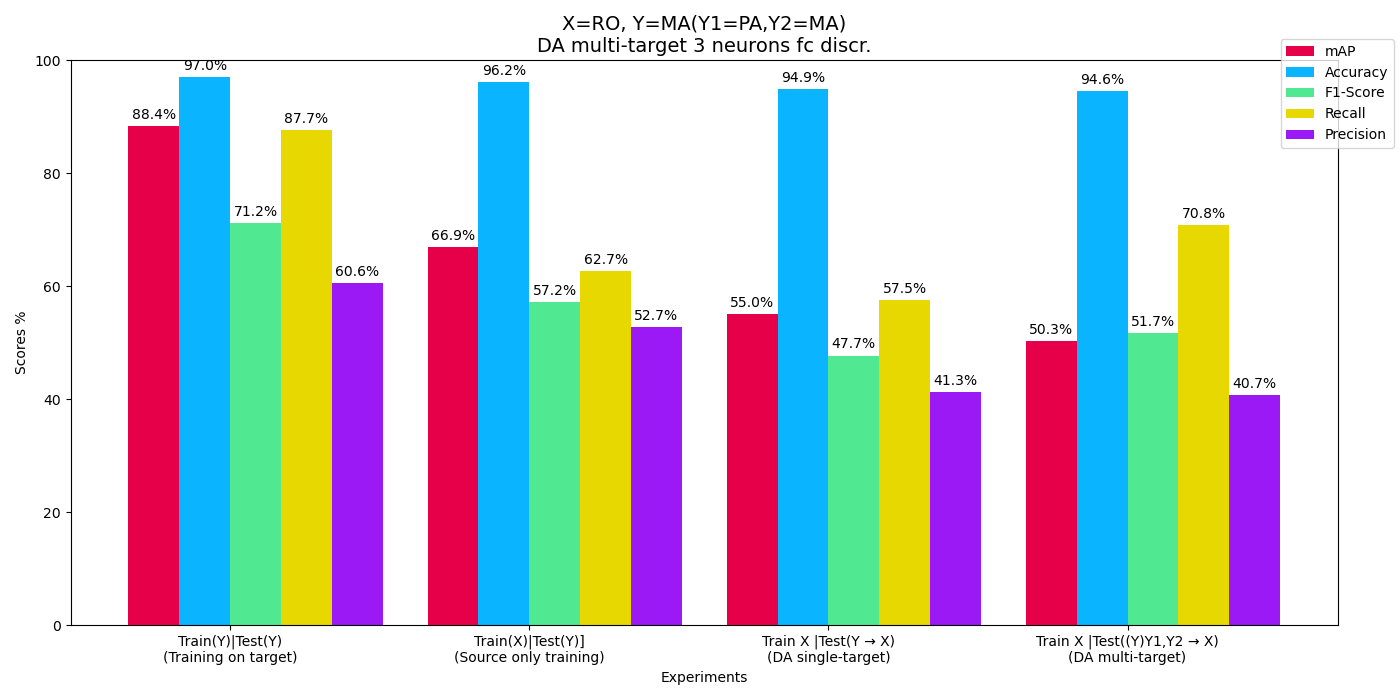 X=RO, Y=MA(Y1=PA,Y2=MA)
DA multi-target 3 neurons fc discr.
mAP
Accuracy
F1-Score
Recall
Precision
Scores %
100
80
60
40
20
0
88.4%
97.0%
71.2%
87.7%
60.6%
66.9%
96.2%
57.2%
62.7%
52.7%
55.0%
94.9%
47.7%
57.5%
41.3%
50.3%
94.6%
51.7%
70.8%
40.7%
Train(Y)|Test(Y)
(Training on target)
Train(X)|Test(Y)]
(Source only training)
Train X |Test(Y → X)
(DA single-target)
Train X |Test((Y)Y1,Y2 → X)
(DA multi-target)
Experiments